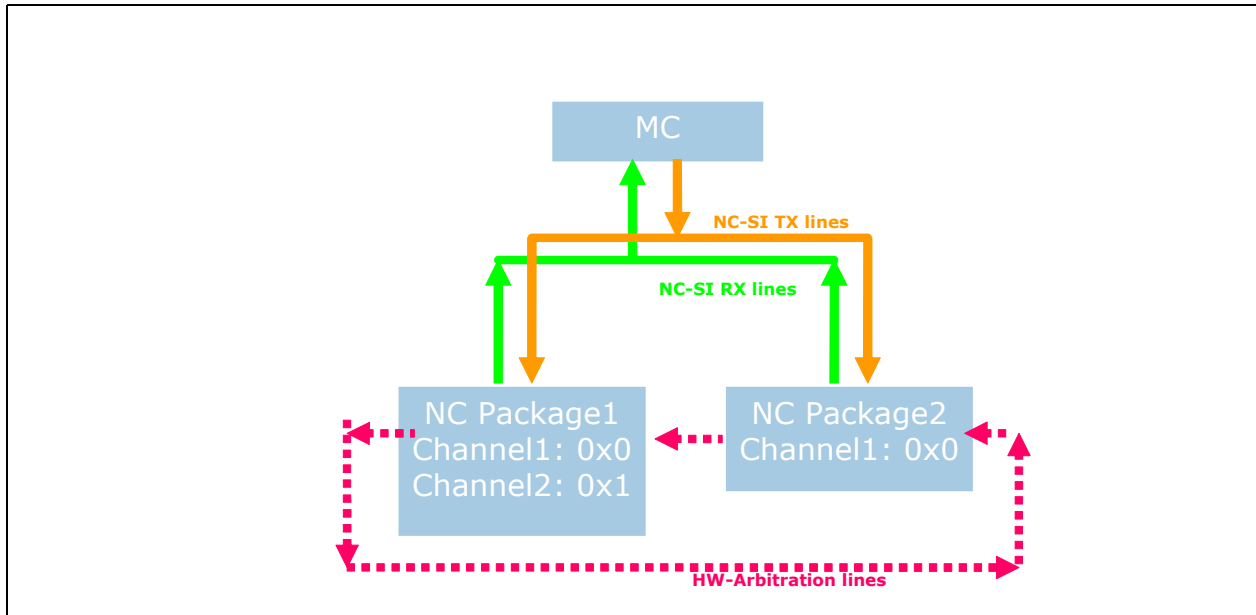 MC
NC-SI TX lines
NC-SI RX lines
NC Package1
Channel1: 0x0
Channel2: 0x1
NC Package2
Channel1: 0x0
HW-Arbitration lines